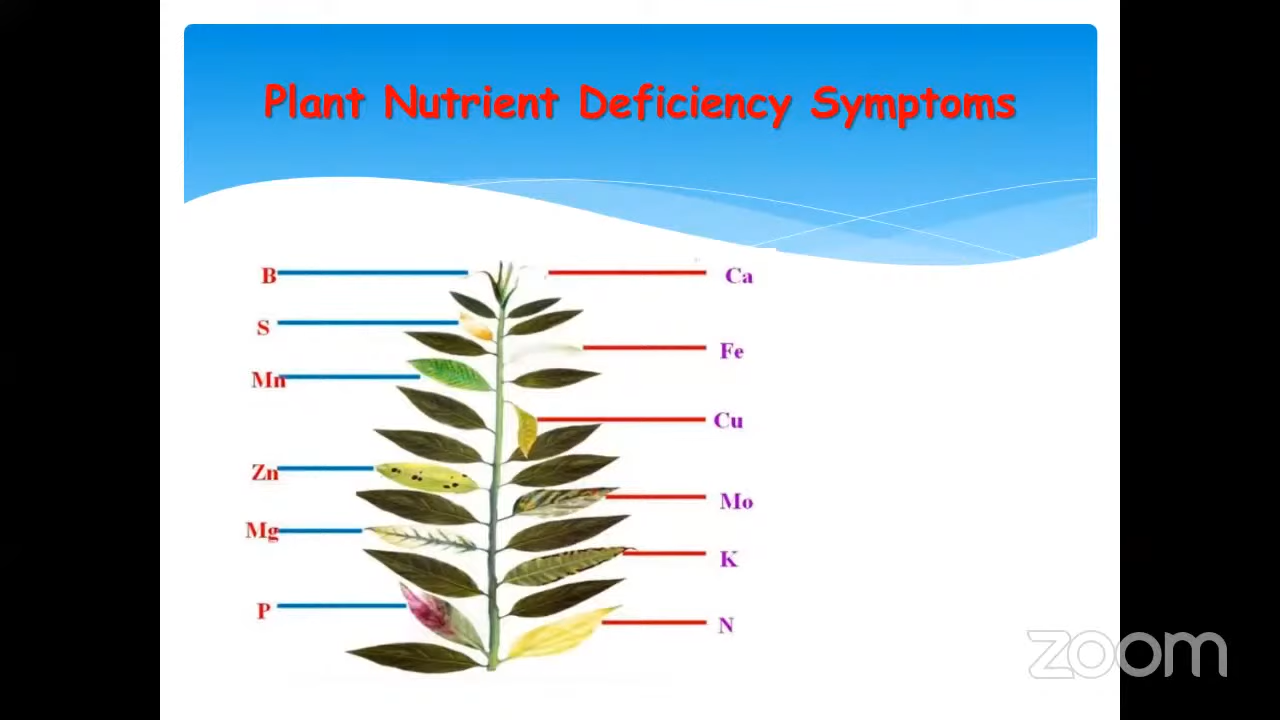 Plant Nutrient Deficiency Symptoms
B
Ca
S
Fe
Mn
Cu
Zn
Mo
Mg
K
P
N
zoom